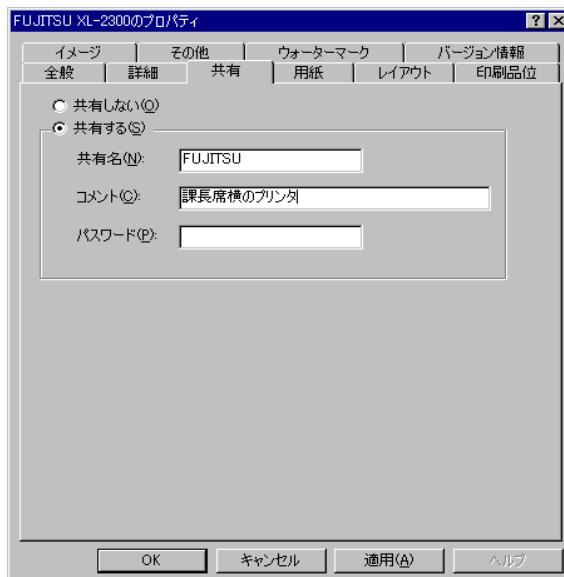 FUJITSU XL-2300のプロパティ
イメージ その他 ウォーターマーク バージョン情報
全般 詳細 共有 用紙 レイアウト 印刷品位
共有しない(O)
共有する(S)
共有名(N): FUJITSU
コメント(C): 課長席横のプリンタ
パスワード(P):
OK キャンセル 適用(A) ヘルプ